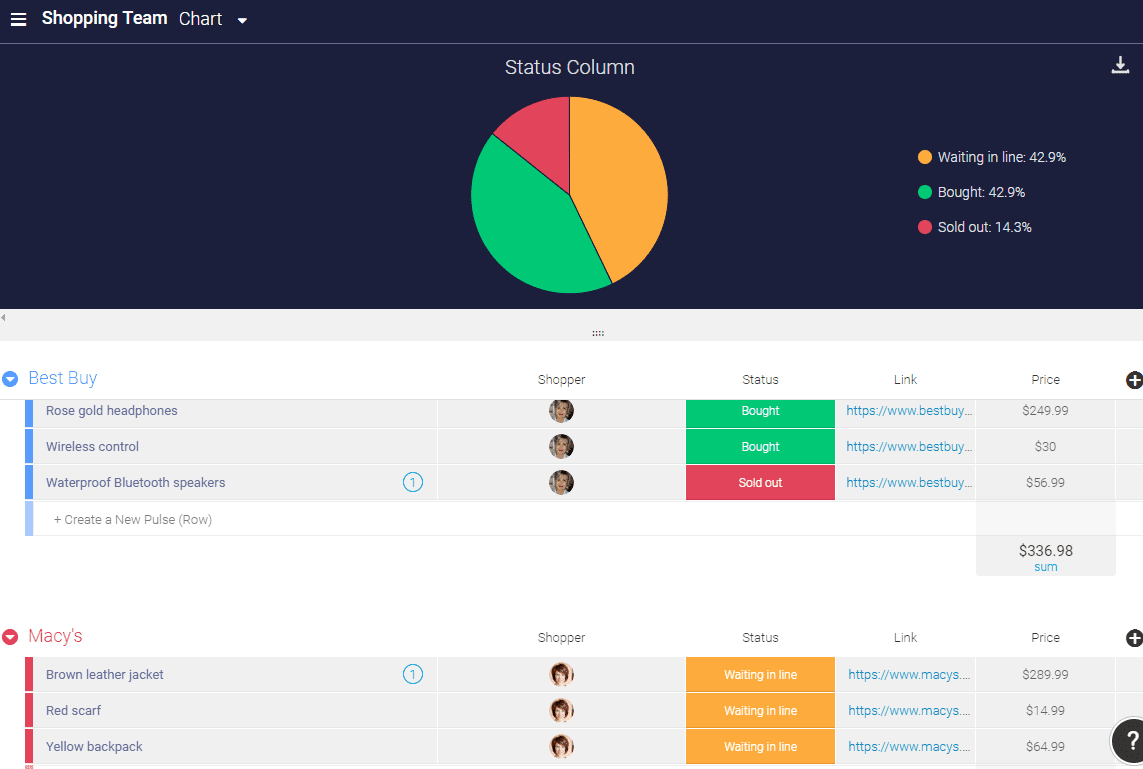 Shopping Team Chart
Status Column
Waiting in line: 42.9%
Bought: 42.9%
Sold out: 14.3%
Best Buy Shopper Status Link Price
Rose gold headphones Bought https://www.bestbuy... $249.99
Wireless control Bought https://www.bestbuy... $30
Waterproof Bluetooth speakers 1 Sold out https://www.bestbuy... $56.99
+ Create a New Pulse (Row)
$336.98
sum
Macy's Shopper Status Link Price
Brown leather jacket 1 Waiting in line https://www.macys.... $289.99
Red scarf Waiting in line https://www.macys.... $14.99
Yellow backpack Waiting in line https://www.macys.... $64.99
?